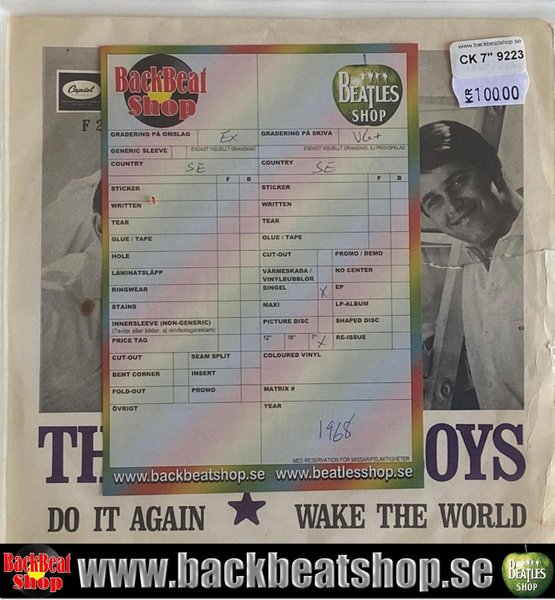 www.backbeatshop.se
CK 7" 9223
KR 100.00
Capitol
F 2
BackBeat
Shop
BEATLES
SHOP
GRADERING PÅ OMSLAG EX
GRADERING PÅ SKIVA VG+
GENERIC SLEEVE
ENDAST VISUELLT GRANSKAD
ENDAST VISUELLT GRANSKAD, EJ PROVSPELAD
COUNTRY SE
COUNTRY SE
F B
F B
STICKER
STICKER
WRITTEN
WRITTEN
TEAR
TEAR
GLUE / TAPE
GLUE / TAPE
HOLE
CUT-OUT
PROMO / DEMO
LAMINATSLÄPP
VÄRMESKADA /
VINYLBUBBLOR
NO CENTER
RINGWEAR
SINGEL X
EP
STAINS
MAXI
LP-ALBUM
INNERSLEEVE (NON-GENERIC)
(Texter eller bilder, ej skivbolagsreklam)
PICTURE DISC
SHAPED DISC
PRICE TAG
12" 10" 7" X
RE-ISSUE
CUT-OUT
SEAM SPLIT
COLOURED VINYL
BENT CORNER
INSERT
FOLD-OUT
PROMO
MATRIX #
ÖVRIGT
YEAR
1968
MED RESERVATION FÖR MISSAR/FELAKTIGHETER
www.backbeatshop.se www.beatlesshop.se
TH OYS
DO IT AGAIN ★ WAKE THE WORLD
BackBeat
Shop
www.backbeatshop.se
BEATLES
SHOP